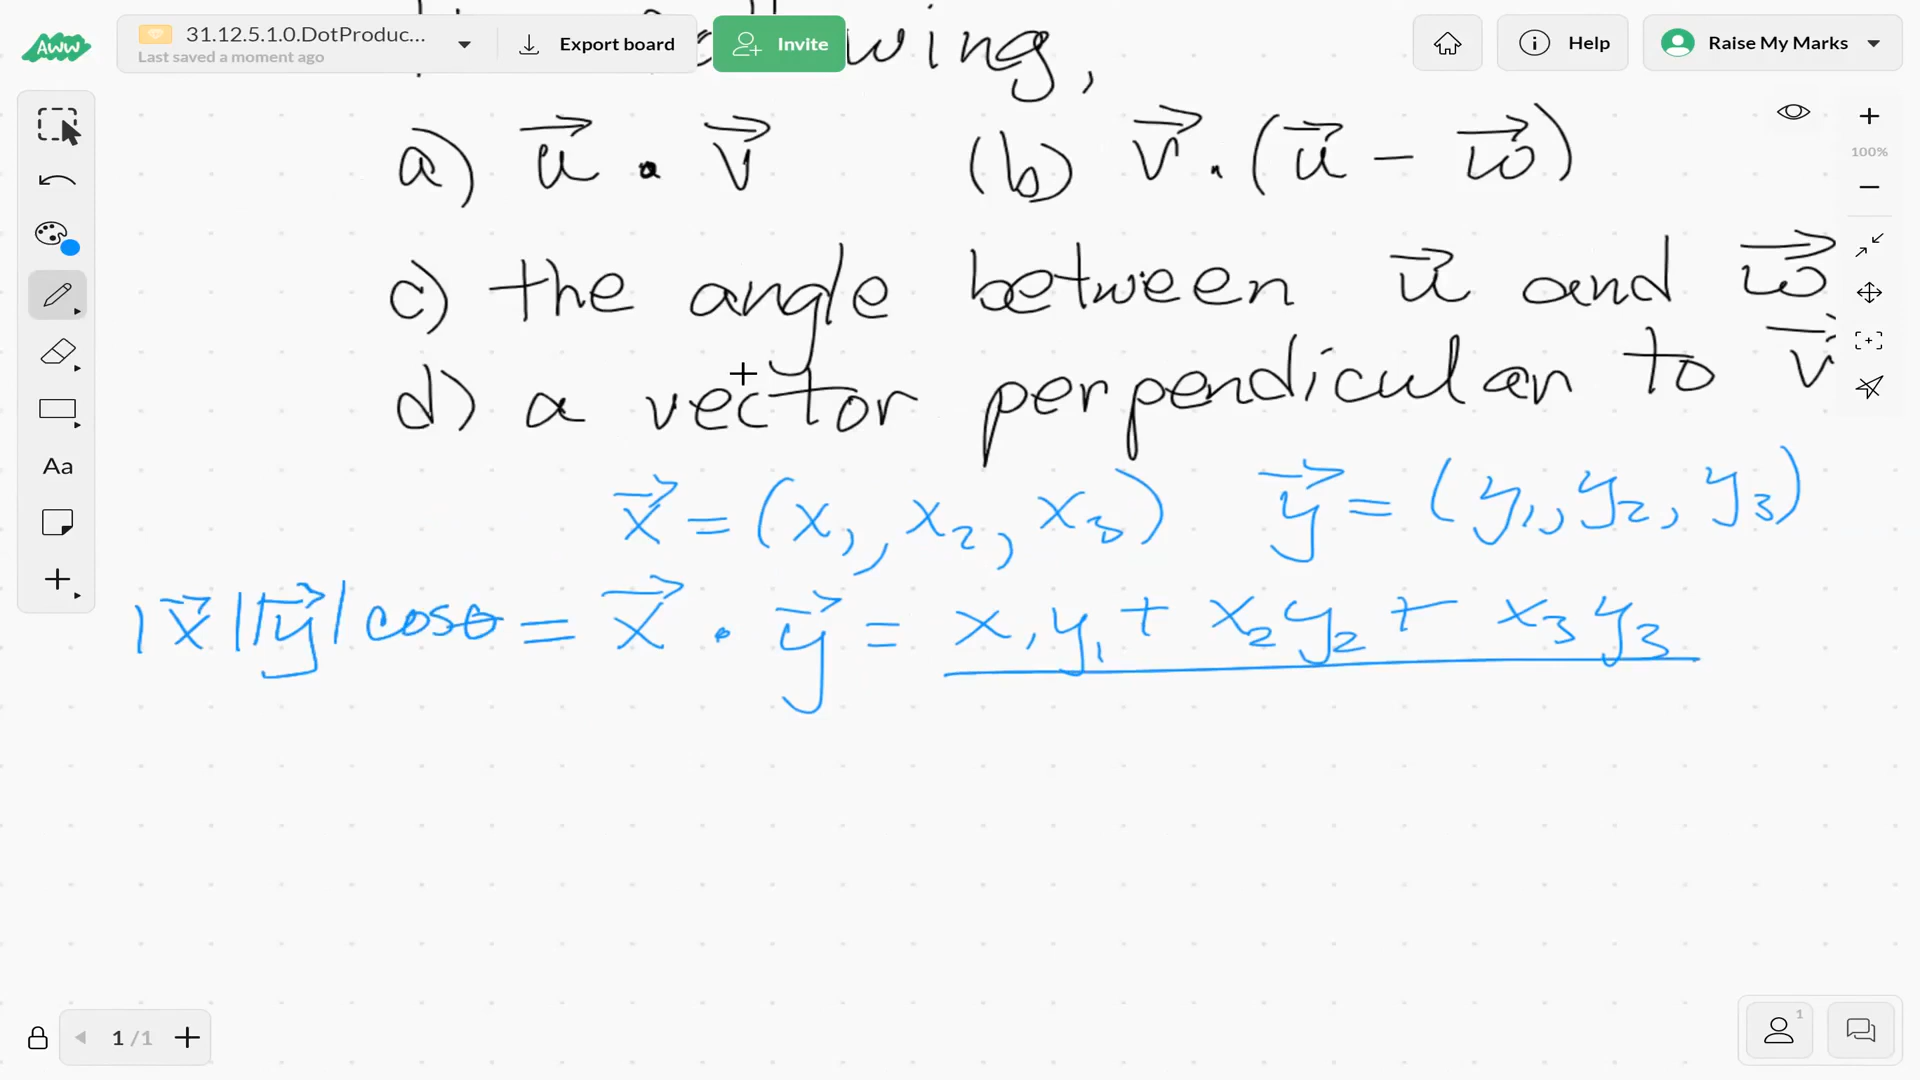 AWW 31.12.5.1.0.DotProduc... Export board Invite Help Raise My Marks
Last saved a moment ago
wing,
a) u⃗ · v⃗ (b) v⃗ · (u⃗ − w⃗)
100%
c) the angle between u⃗ and w⃗
d) a vector perpendicular to v⃗
Aa
x⃗ = (x₁, x₂, x₃) y⃗ = (y₁, y₂, y₃)
|x⃗||y⃗| cosθ = x⃗ · y⃗ = x₁y₁ + x₂y₂ + x₃y₃
1 / 1
1